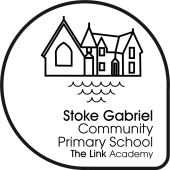 Stoke Gabriel
Community
Primary School
The Link Academy